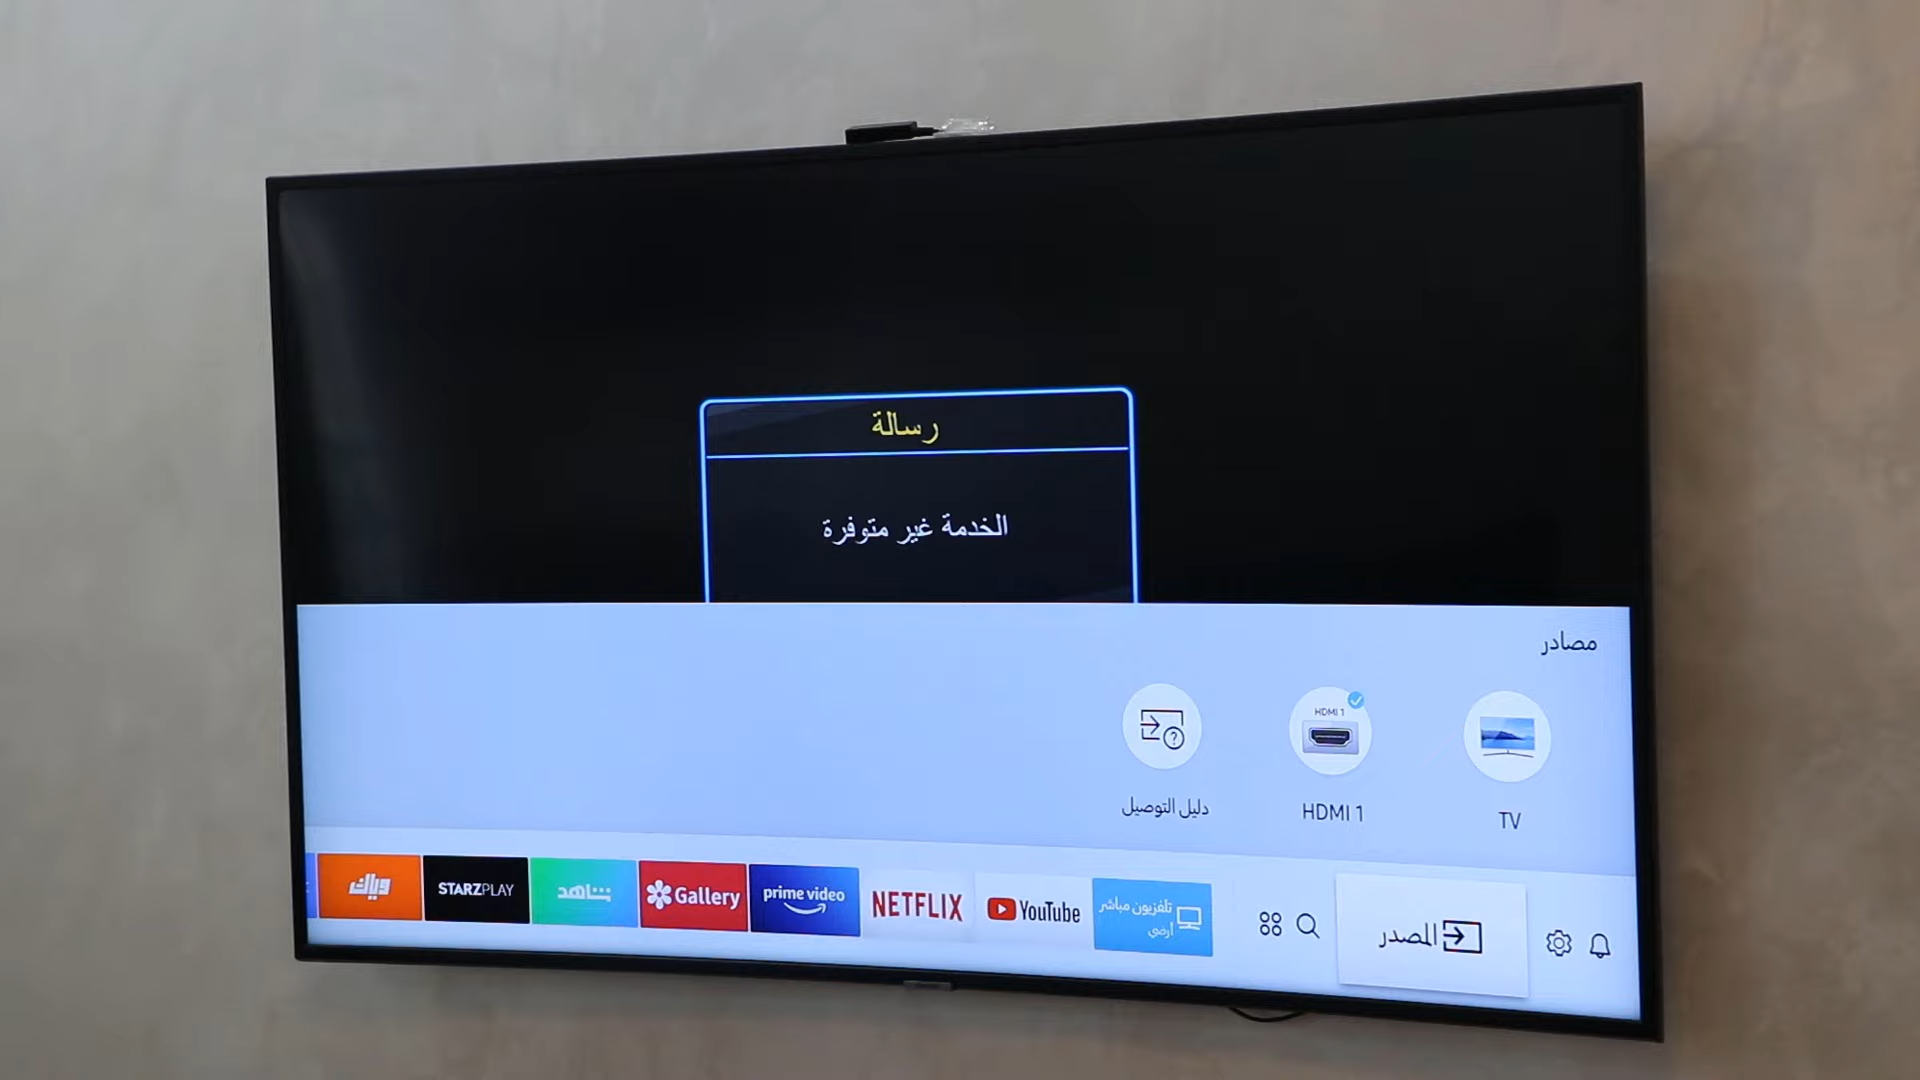 رسالة
الخدمة غير متوفرة
مصادر
HDMI 1
TV
HDMI 1
دليل التوصيل
المصدر
تلفزيون مباشر
أرضي
YouTube
NETFLIX
prime video
Gallery
شاهد
STARZPLAY
وياك